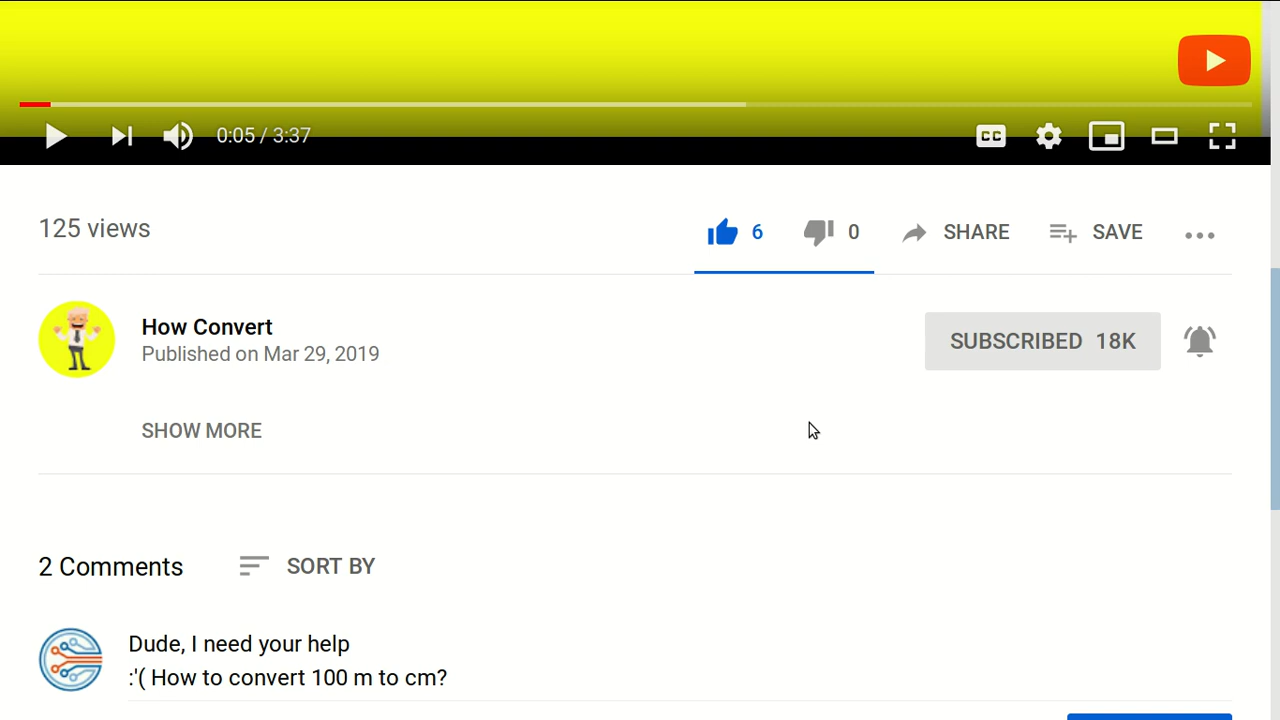 CC
0:05 / 3:37
125 views
6 0 SHARE SAVE
How Convert
Published on Mar 29, 2019
SUBSCRIBED 18K
SHOW MORE
2 Comments SORT BY
Dude, I need your help
:'( How to convert 100 m to cm?